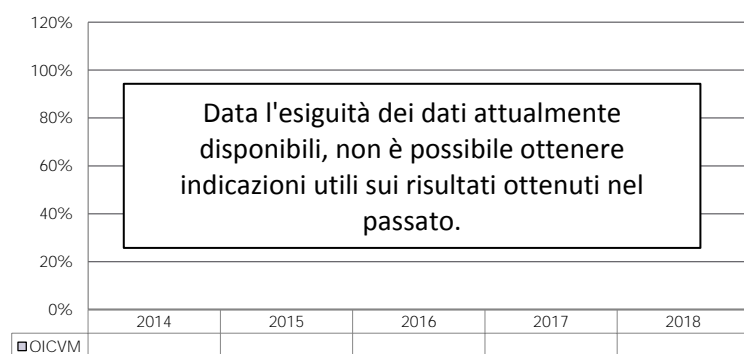 120%
100%
80%
60%
40%
20%
0%
Data l'esiguità dei dati attualmente
disponibili, non è possibile ottenere
indicazioni utili sui risultati ottenuti nel
passato.
2014 2015 2016 2017 2018
OICVM